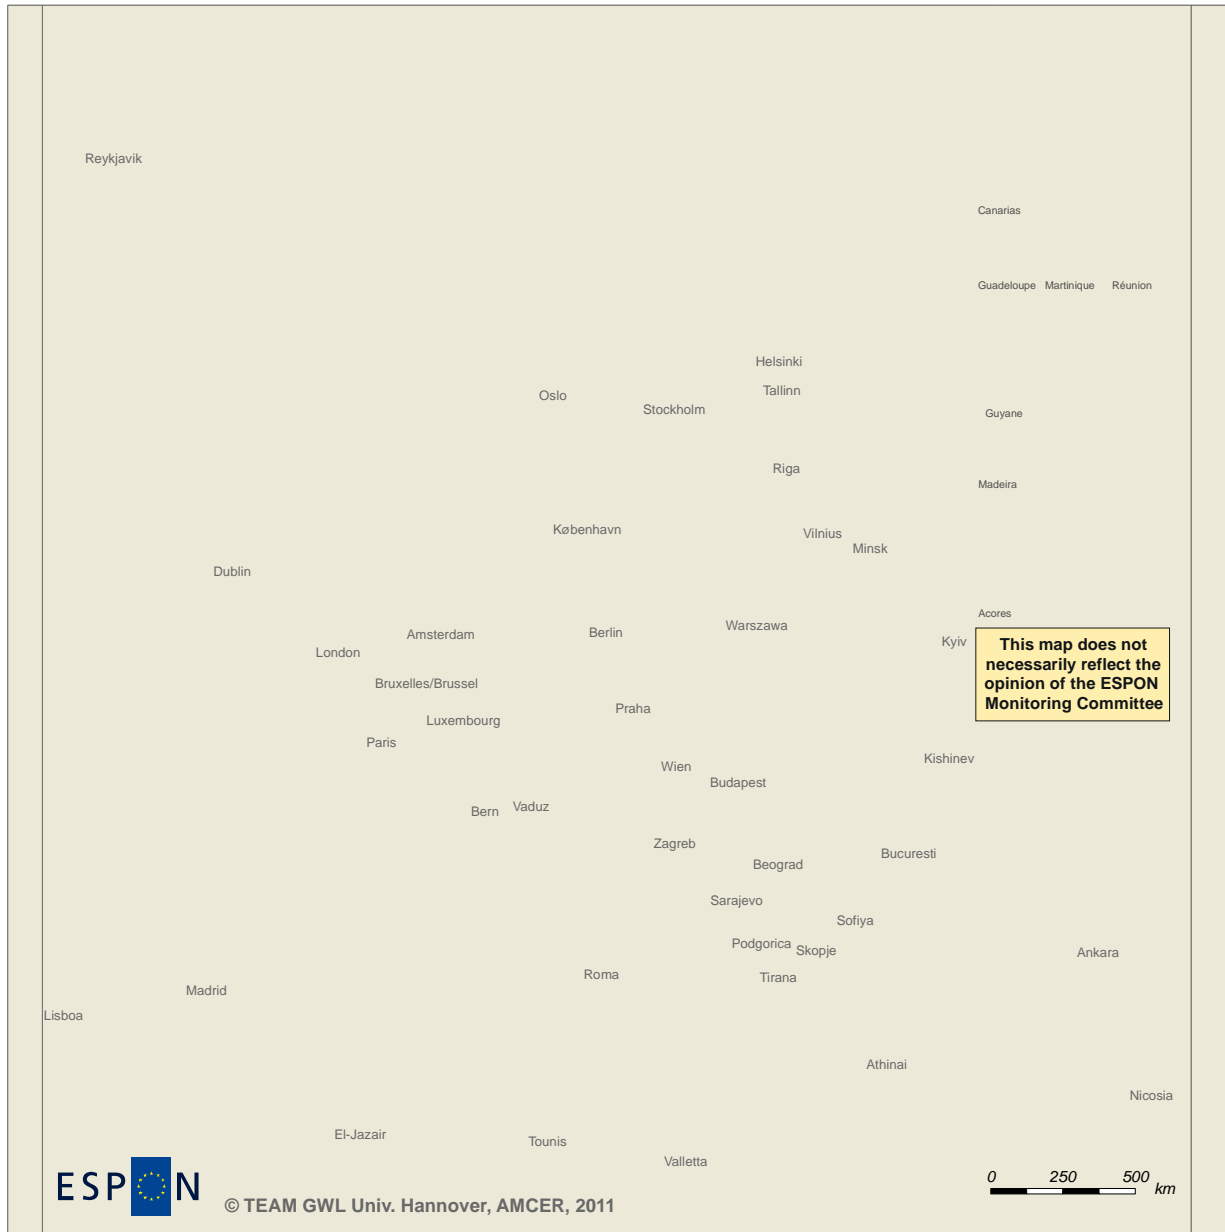 Reykjavik
Canarias
Guadeloupe Martinique Réunion
Helsinki
Tallinn
Oslo
Stockholm
Guyane
Riga
Madeira
København
Vilnius
Minsk
Dublin
Acores
Warszawa
Berlin
Amsterdam
Kyiv
London
This map does not
necessarily reflect the
opinion of the ESPON
Monitoring Committee
Bruxelles/Brussel
Praha
Luxembourg
Paris
Kishinev
Wien
Budapest
Vaduz
Bern
Zagreb
Bucuresti
Beograd
Sarajevo
Sofiya
Podgorica
Skopje
Ankara
Roma
Tirana
Madrid
Lisboa
Athinai
Nicosia
El-Jazair
Tounis
Valletta
0 250 500
km
ESPON
© TEAM GWL Univ. Hannover, AMCER, 2011